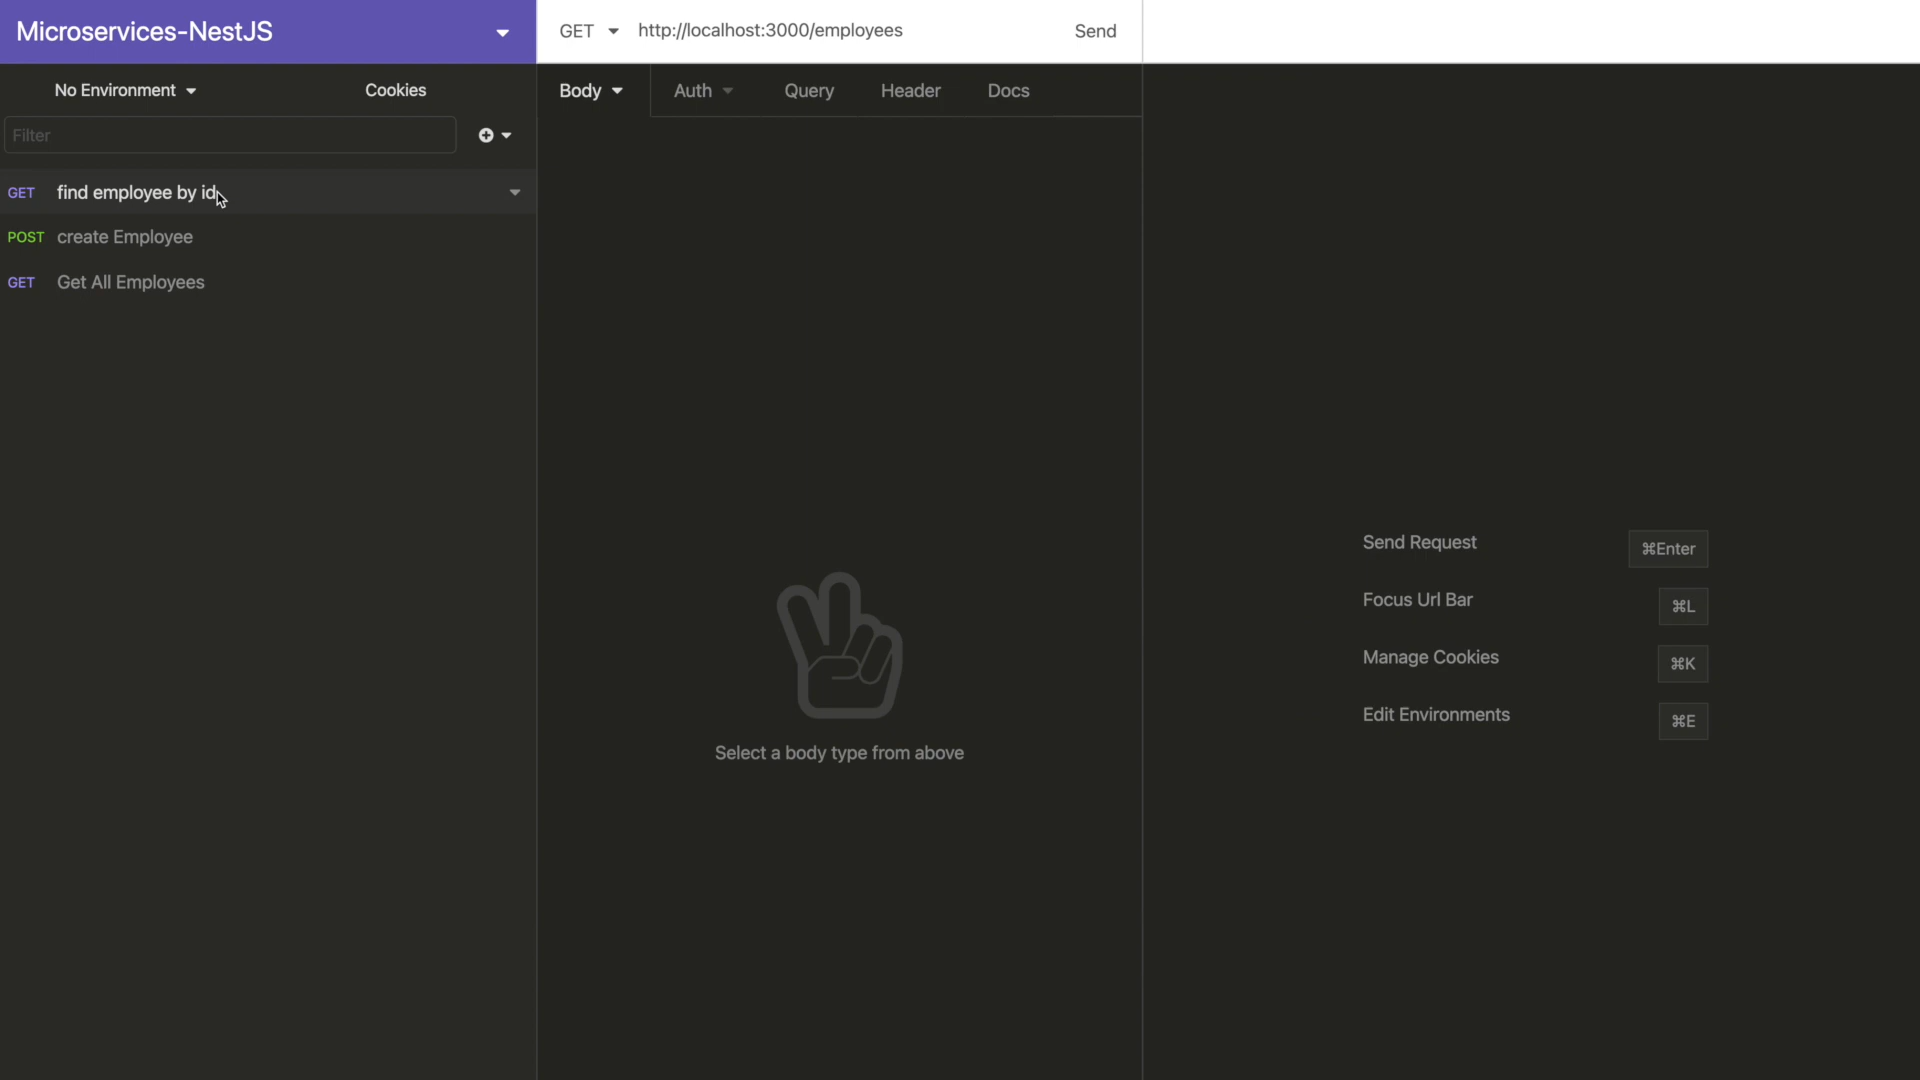 Microservices-NestJS
GET http://localhost:3000/employees Send
No Environment Cookies
Body Auth Query Header Docs
Filter
GET find employee by id
POST create Employee
GET Get All Employees
Send Request ⌘Enter
Focus Url Bar ⌘L
Manage Cookies ⌘K
Edit Environments ⌘E
Select a body type from above